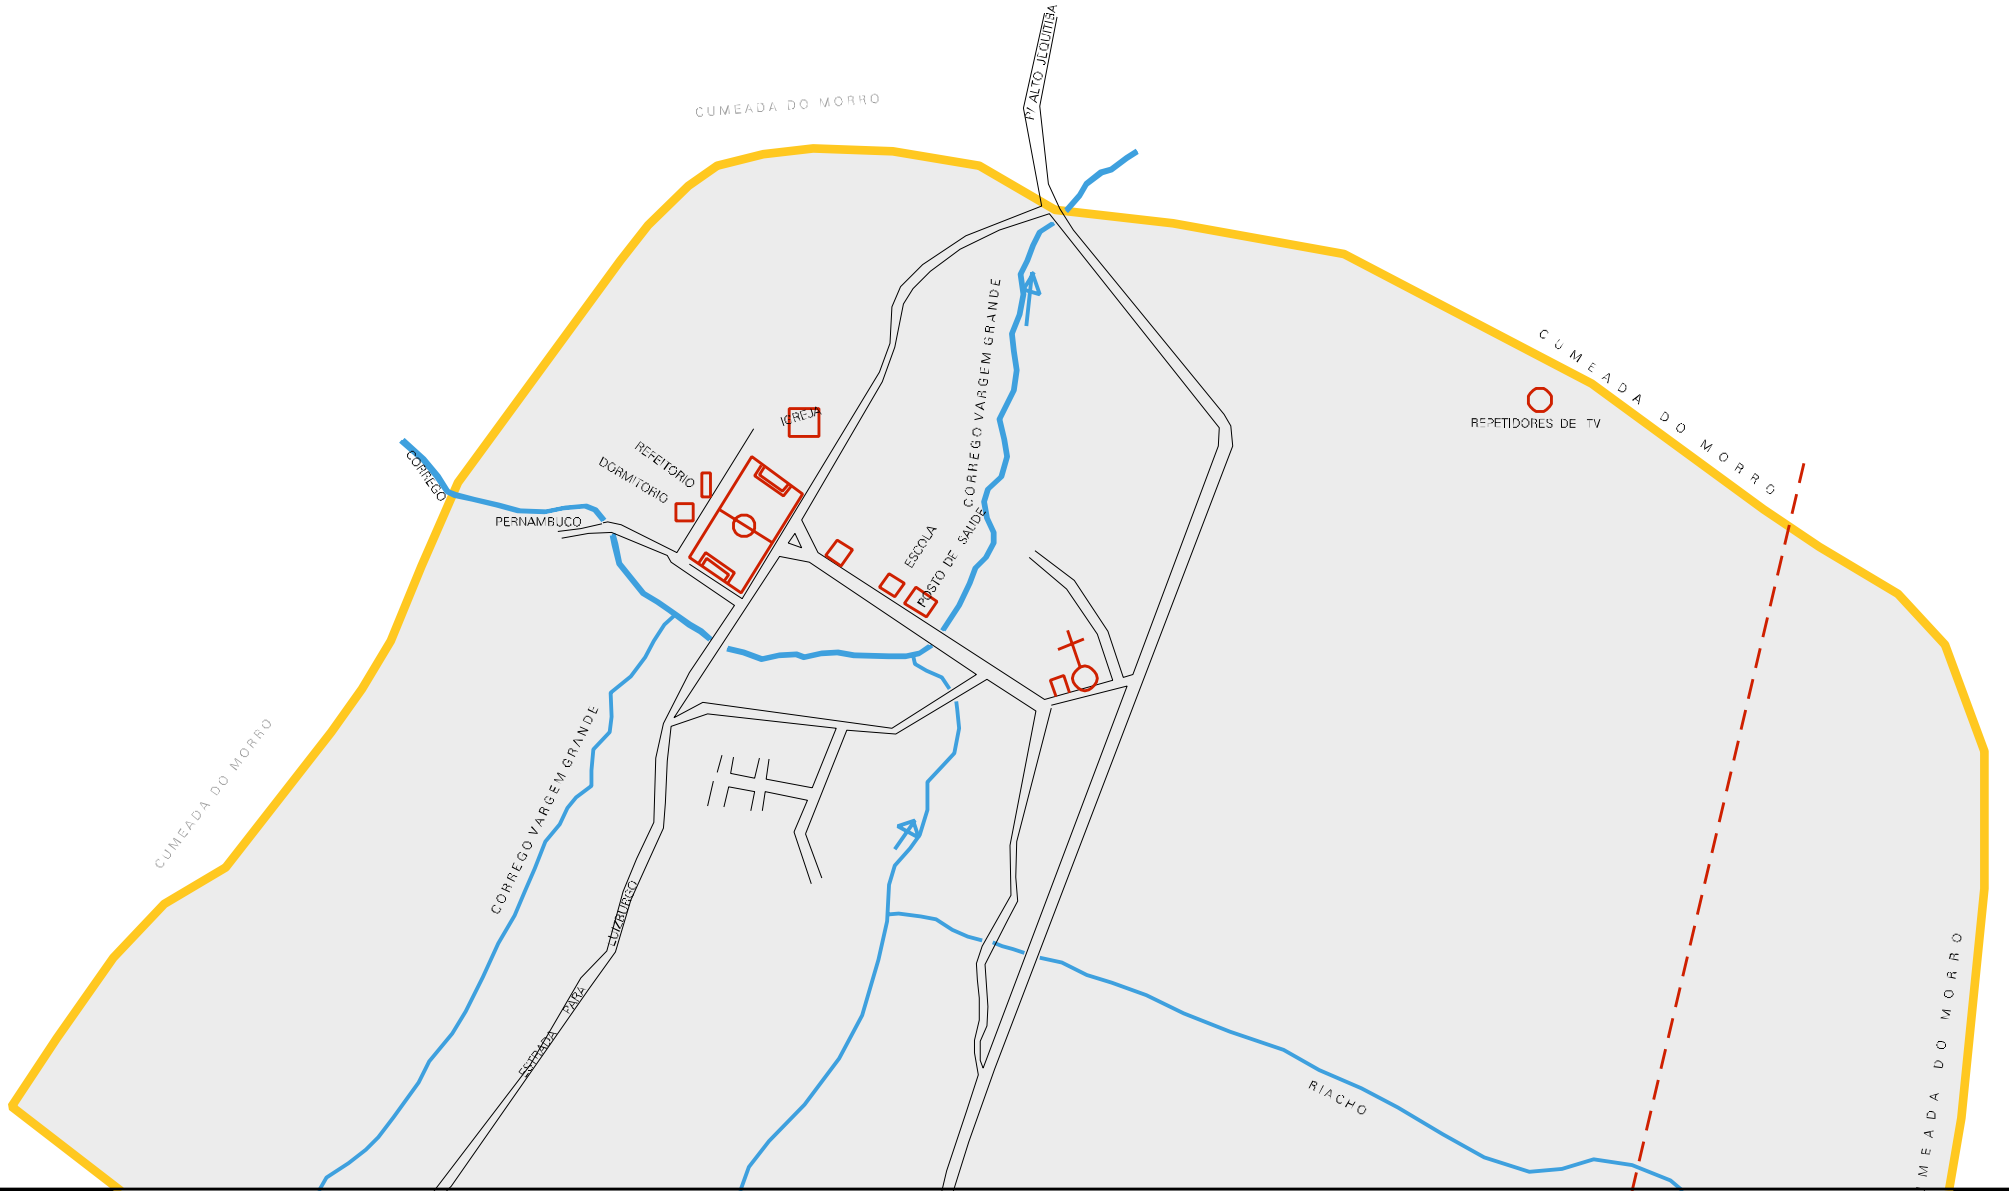 P/ ALTO JEQUITIBA
CUMEADA DO MORRO
CORREGO VARGEM GRANDE
CUMEADA DO MORRO
REPETIDORES DE TV
IGREJA
REFEITORIO
DORMITORIO
CORREGO
PERNAMBUCO
ESCOLA
POSTO DE SAUDE
CUMEADA DO MORRO
CORREGO VARGEM GRANDE
ESTRADA PARA LUIZBURGO
RIACHO
MEADA DO MORRO